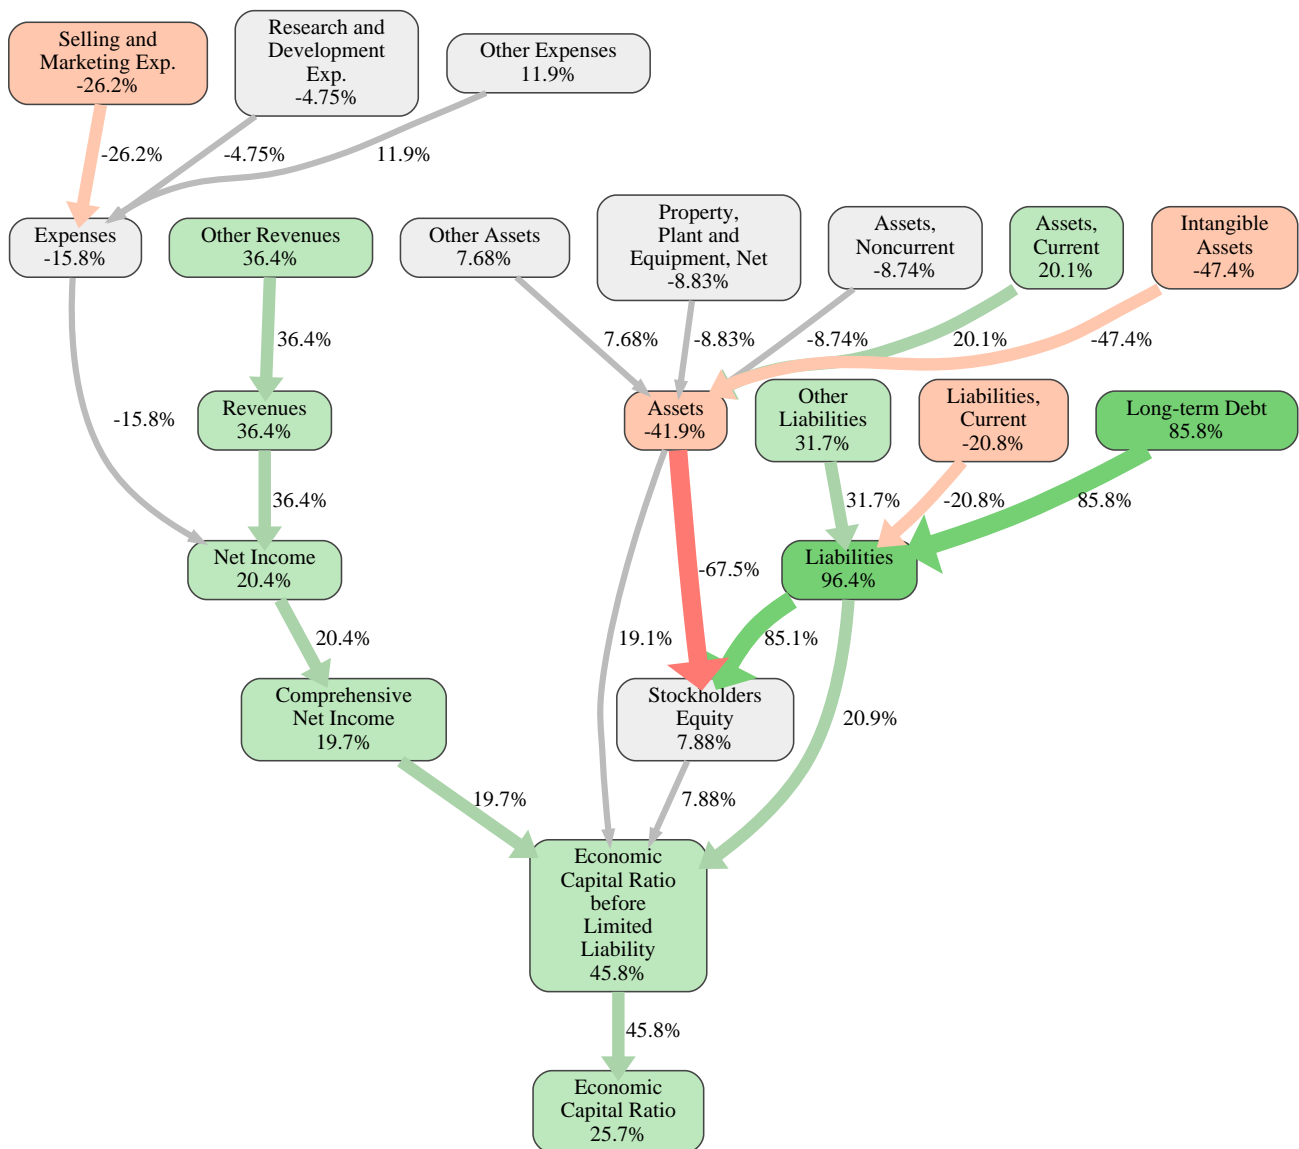 Selling and
Marketing Exp.
-26.2%
Research and
Development
Exp.
-4.75%
Other Expenses
11.9%
-26.2%
-4.75%
11.9%
Expenses
-15.8%
Other Revenues
36.4%
Other Assets
7.68%
Property,
Plant and
Equipment, Net
-8.83%
Assets,
Noncurrent
-8.74%
Assets,
Current
20.1%
Intangible
Assets
-47.4%
36.4%
7.68%
-8.83%
-8.74%
20.1%
-47.4%
-15.8%
Revenues
36.4%
Assets
-41.9%
Other
Liabilities
31.7%
Liabilities,
Current
-20.8%
Long-term Debt
85.8%
36.4%
31.7%
-20.8%
85.8%
Net Income
20.4%
-67.5%
Liabilities
96.4%
20.4%
19.1%
85.1%
Comprehensive
Net Income
19.7%
Stockholders
Equity
7.88%
20.9%
19.7%
7.88%
Economic
Capital Ratio
before
Limited
Liability
45.8%
45.8%
Economic
Capital Ratio
25.7%